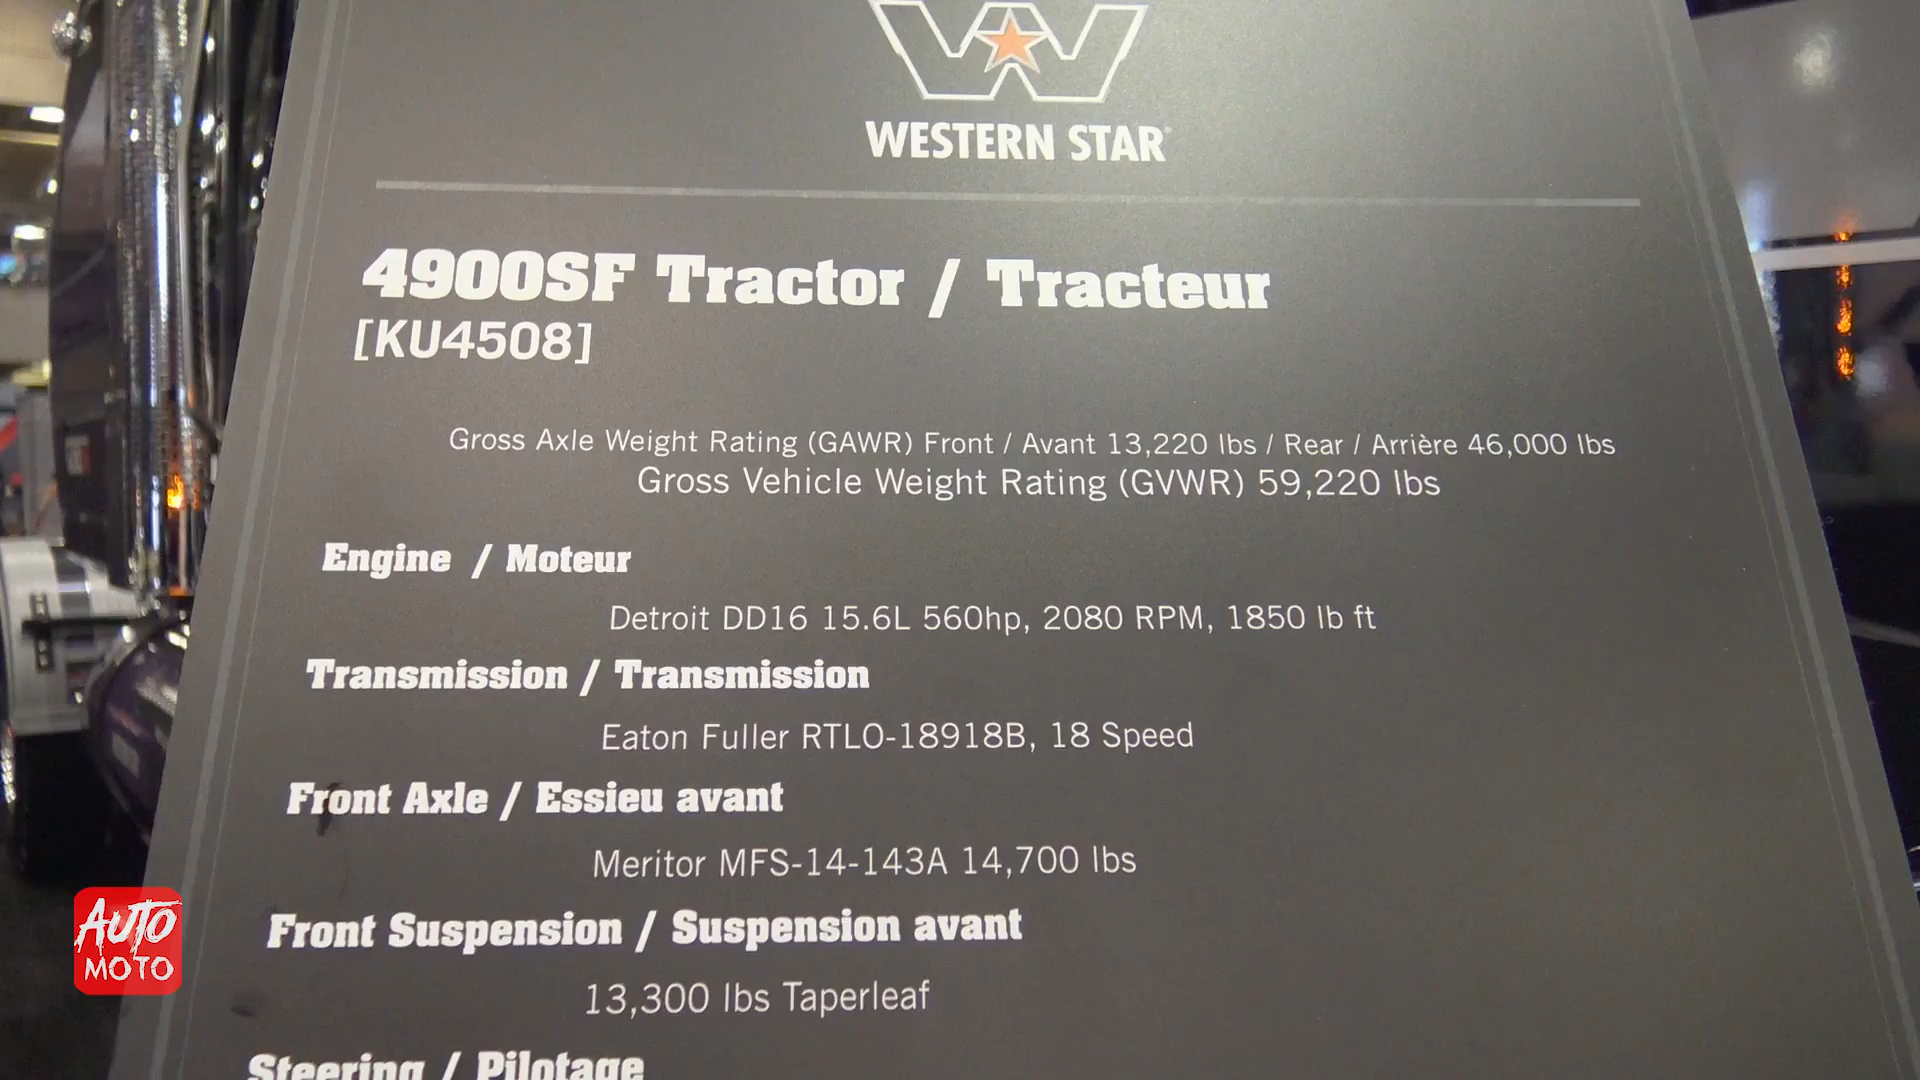 WESTERN STAR
4900SF Tractor / Tracteur
[KU4508]
Gross Axle Weight Rating (GAWR) Front / Avant 13,220 lbs / Rear / Arrière 46,000 lbs
Gross Vehicle Weight Rating (GVWR) 59,220 lbs
Engine / Moteur
Detroit DD16 15.6L 560hp, 2080 RPM, 1850 lb ft
Transmission / Transmission
Eaton Fuller RTLO-18918B, 18 Speed
Front Axle / Essieu avant
Meritor MFS-14-143A 14,700 lbs
Front Suspension / Suspension avant
13,300 lbs Taperleaf
Steering / Pilotage
AUTO
MOTO